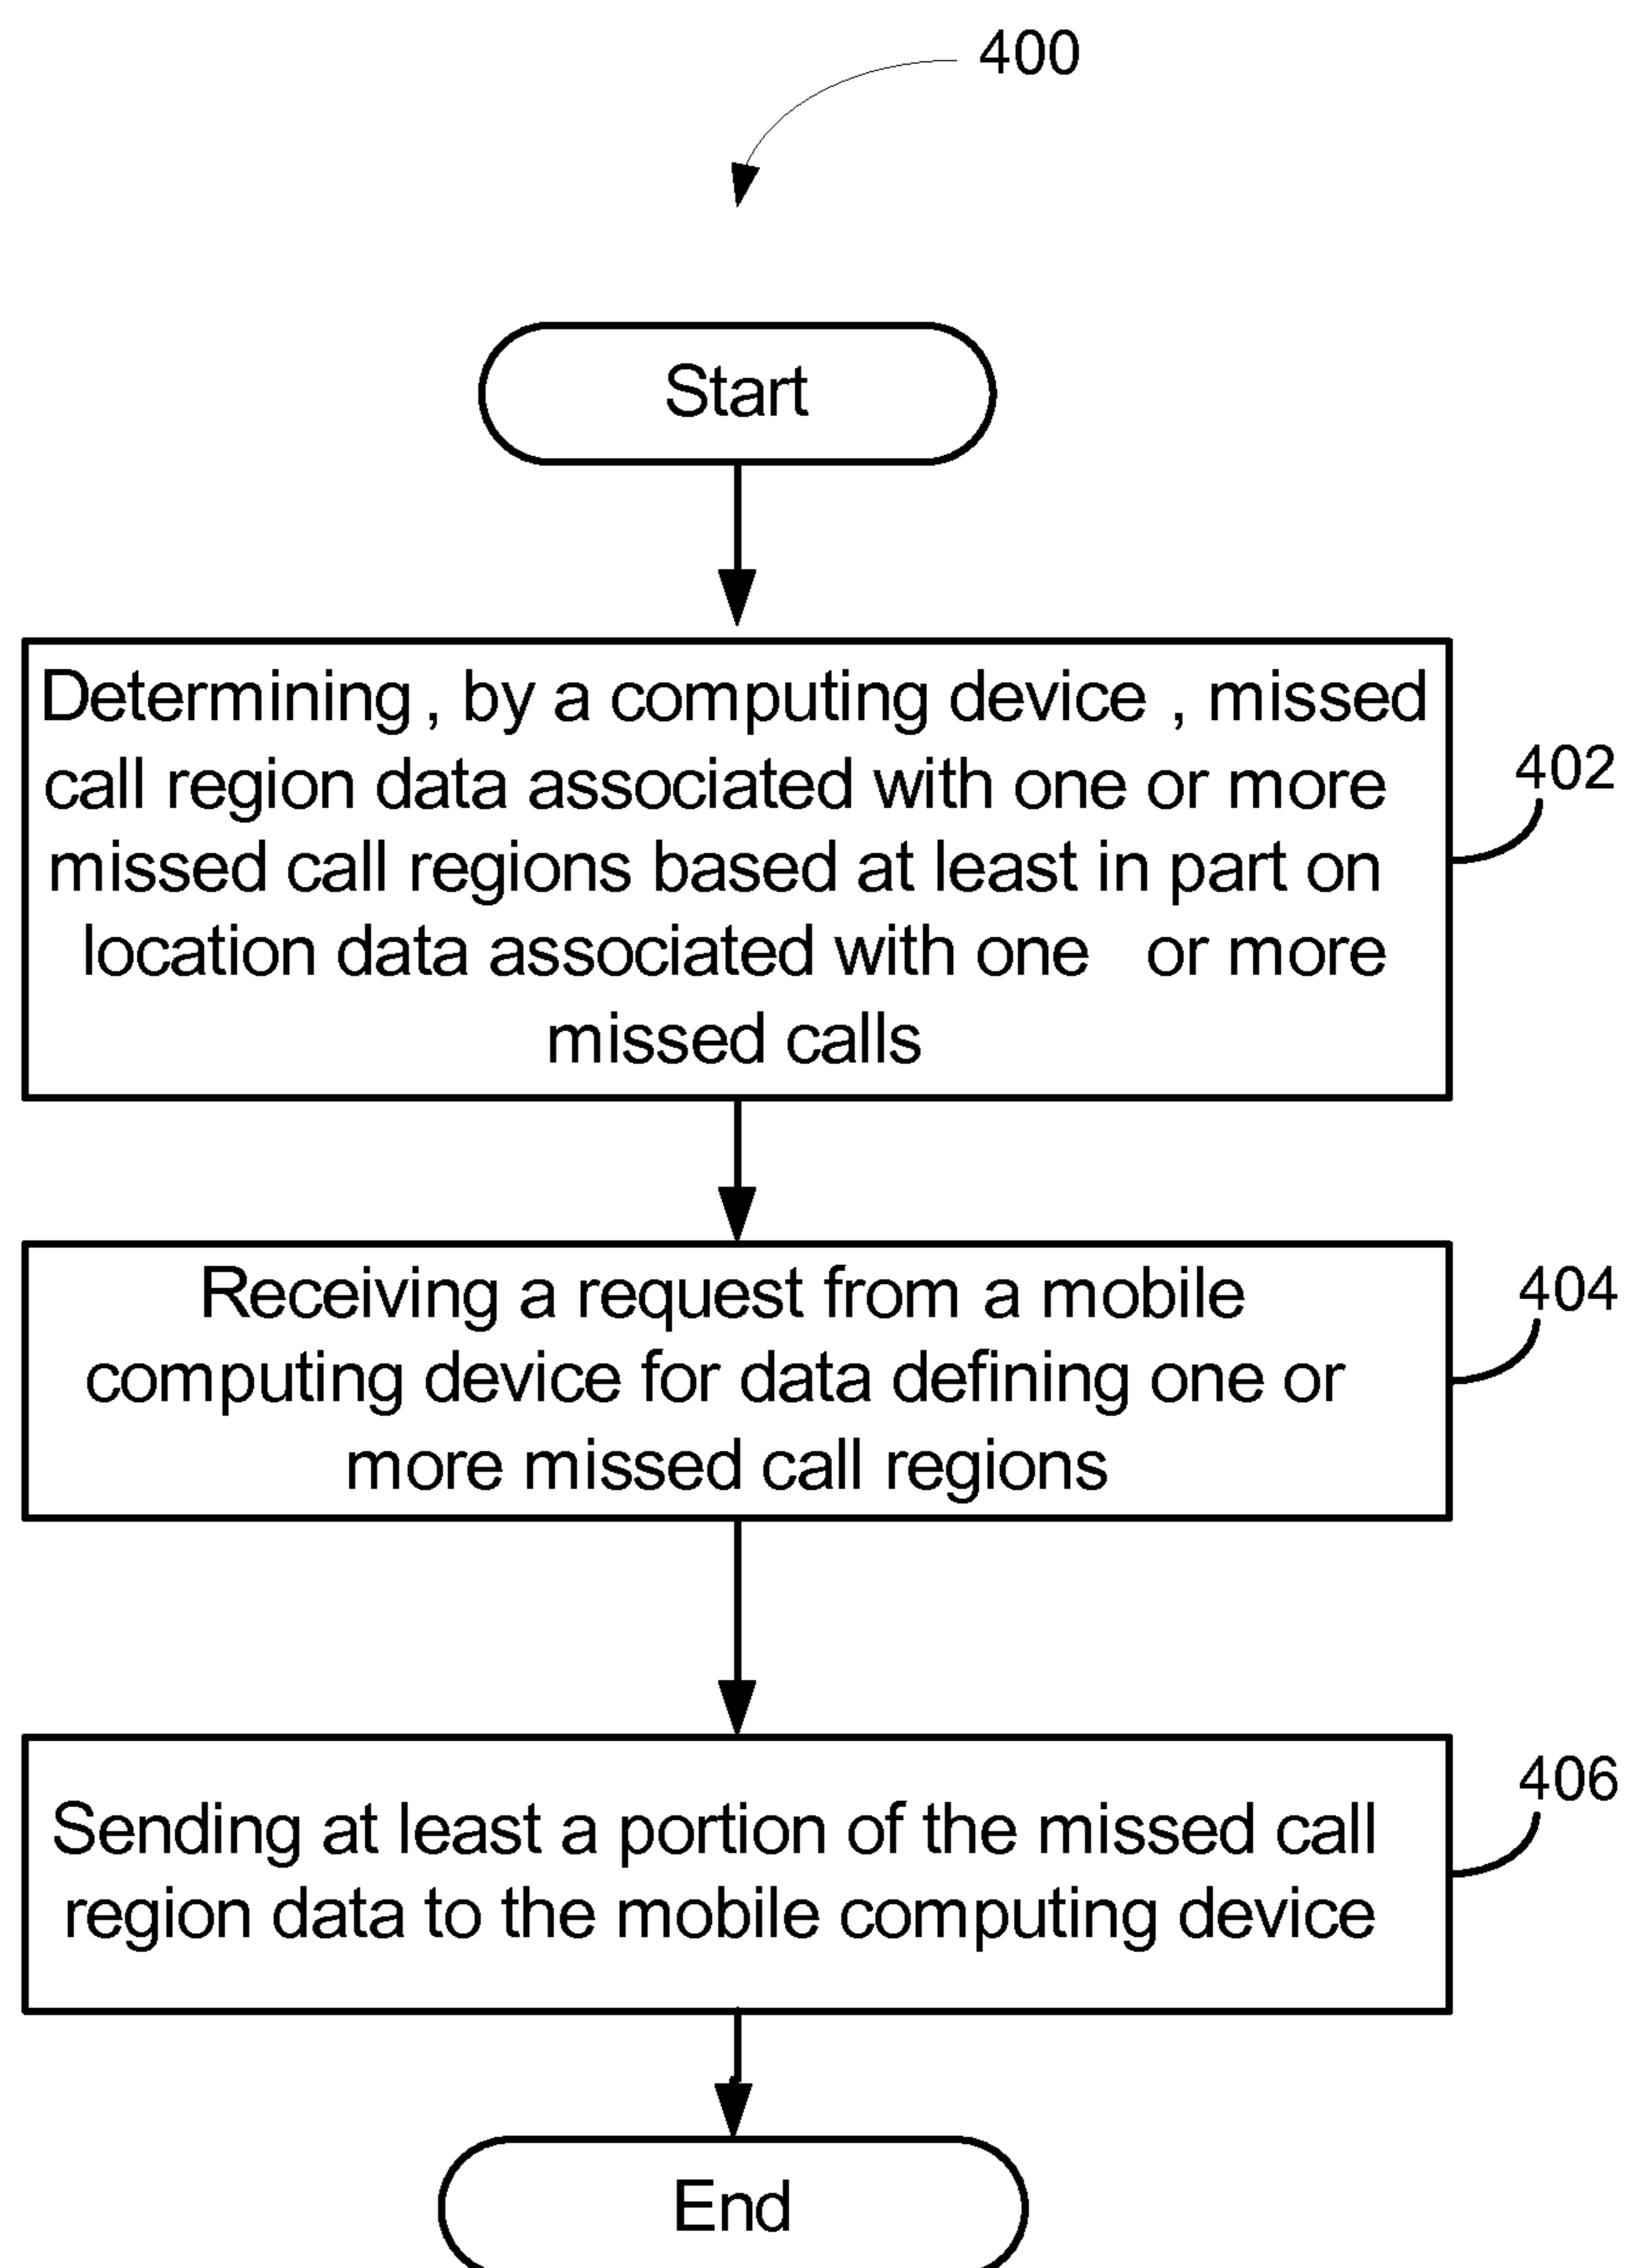 400
Start
Determining, by a computing device, missed
call region data associated with one or more
missed call regions based at least in part on
location data associated with one or more
missed calls
402
Receiving a request from a mobile
computing device for data defining one or
more missed call regions
404
Sending at least a portion of the missed call
region data to the mobile computing device
406
End